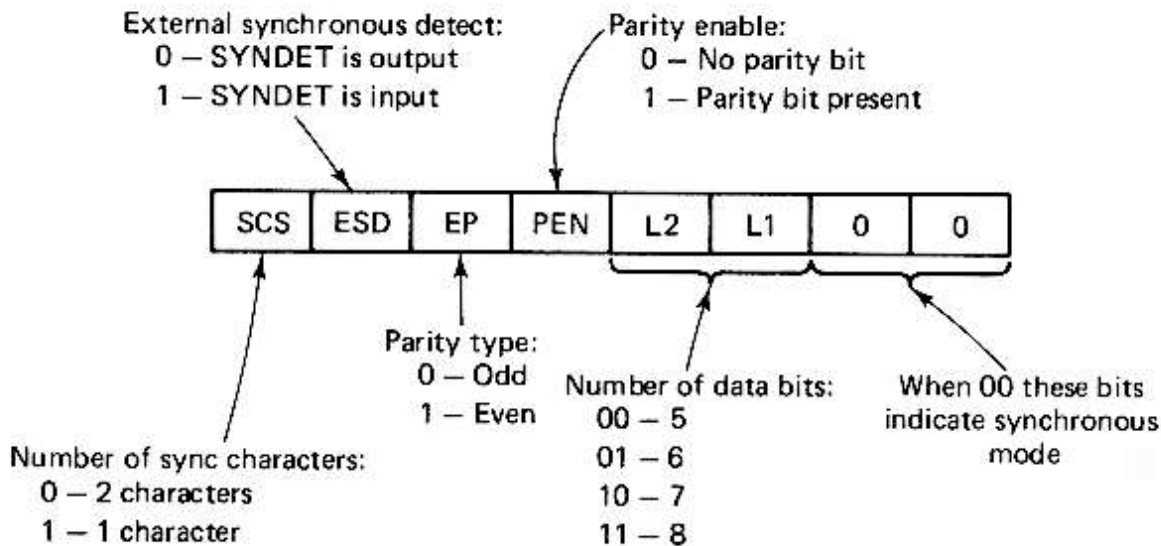 External synchronous detect:
0 – SYNDET is output
1 – SYNDET is input
Parity enable:
0 – No parity bit
1 – Parity bit present
SCS ESD EP PEN L2 L1 0 0
Parity type:
0 – Odd
1 – Even
Number of data bits:
00 – 5
01 – 6
10 – 7
11 – 8
When 00 these bits
indicate synchronous
mode
Number of sync characters:
0 – 2 characters
1 – 1 character